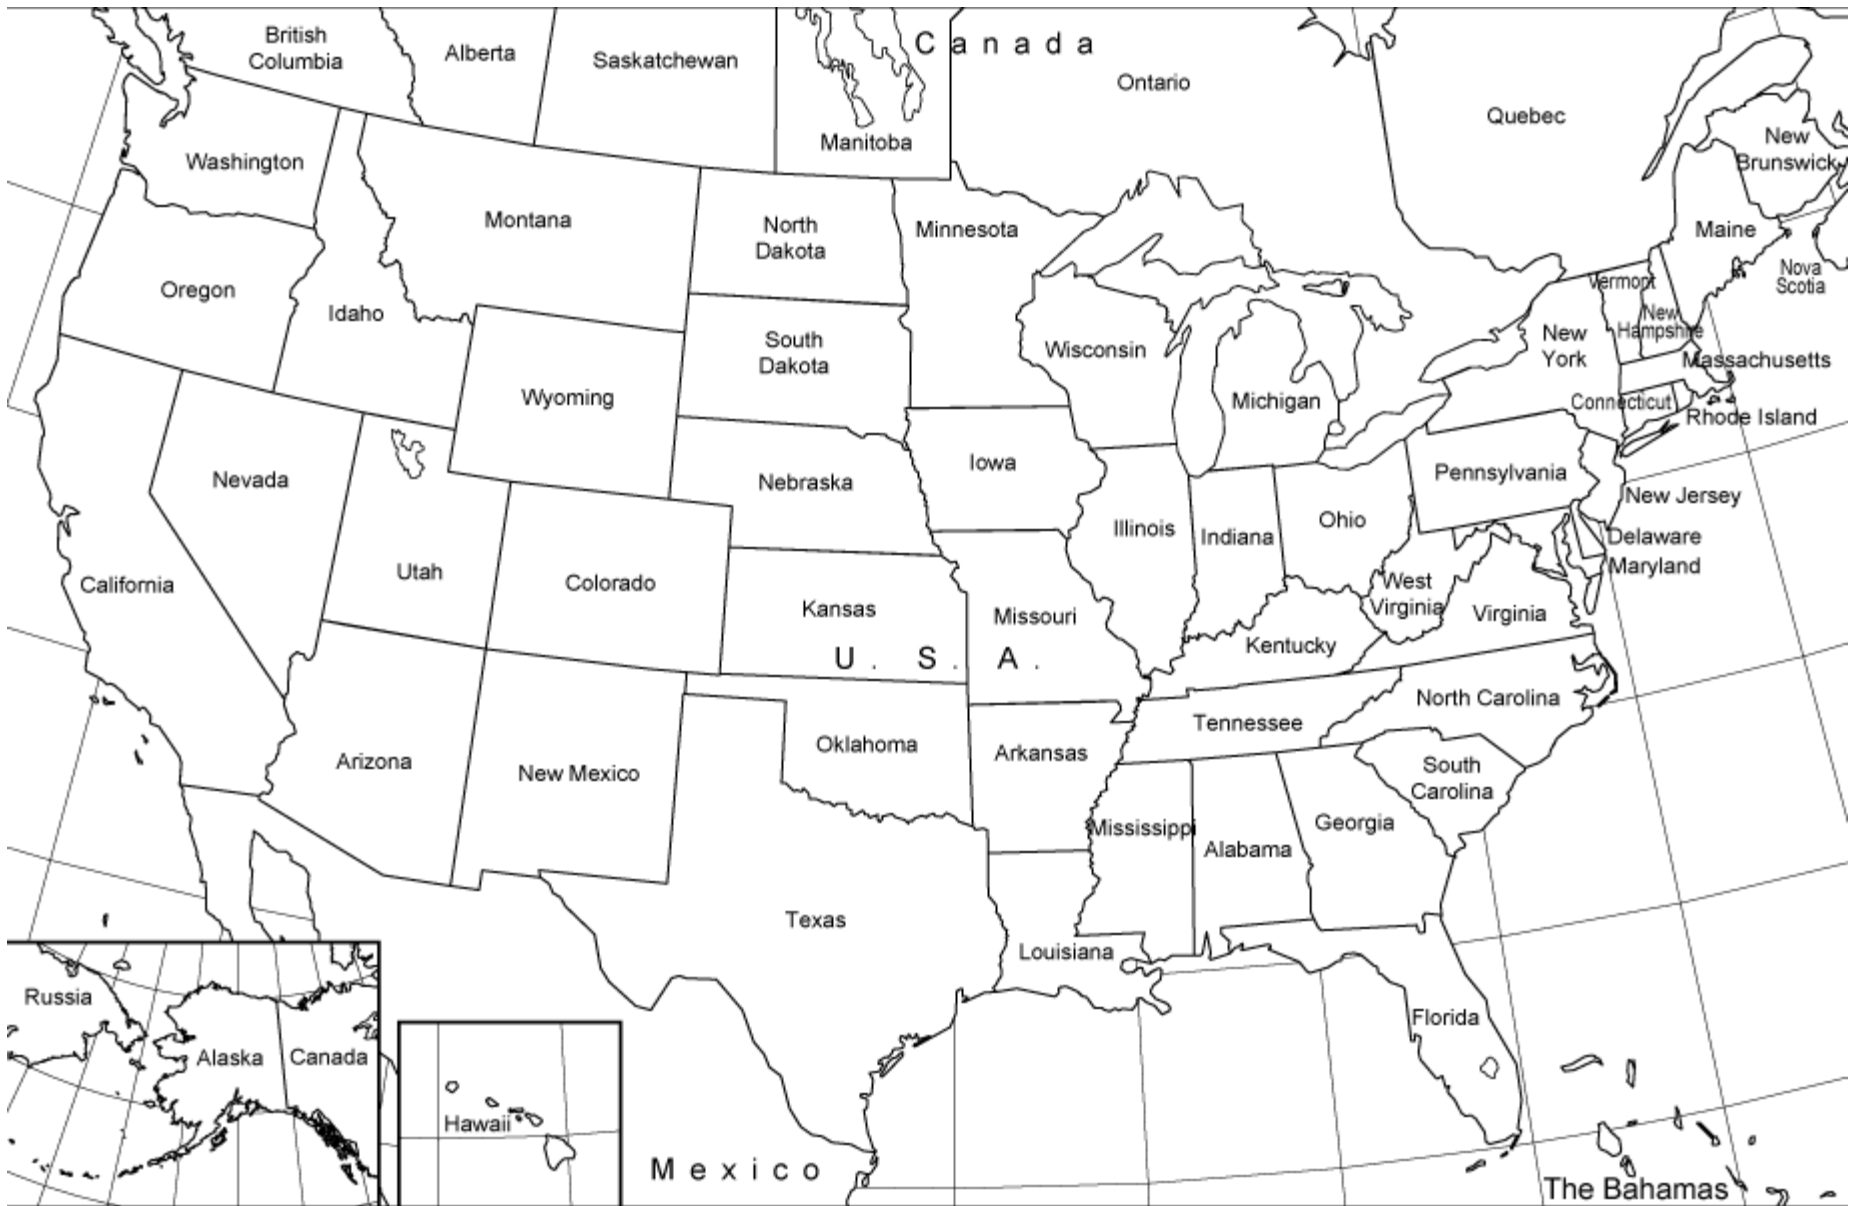 British
Columbia
Alberta
Saskatchewan
Manitoba
Canada
Ontario
Quebec
New
Brunswick
Nova
Scotia
Washington
Montana
North
Dakota
Minnesota
Maine
Oregon
Idaho
South
Dakota
Wisconsin
Michigan
Vermont
New
Hampshire
New
York
Massachusetts
Connecticut
Rhode Island
Wyoming
Nevada
Nebraska
Iowa
Pennsylvania
New Jersey
Illinois
Indiana
Ohio
Delaware
Maryland
California
Utah
Colorado
Kansas
Missouri
West
Virginia
Virginia
Kentucky
U. S. A.
Arizona
New Mexico
Oklahoma
Arkansas
Tennessee
North Carolina
South
Carolina
Mississippi
Alabama
Georgia
Texas
Louisiana
Florida
Russia
Alaska
Canada
Hawaii
Mexico
The Bahamas